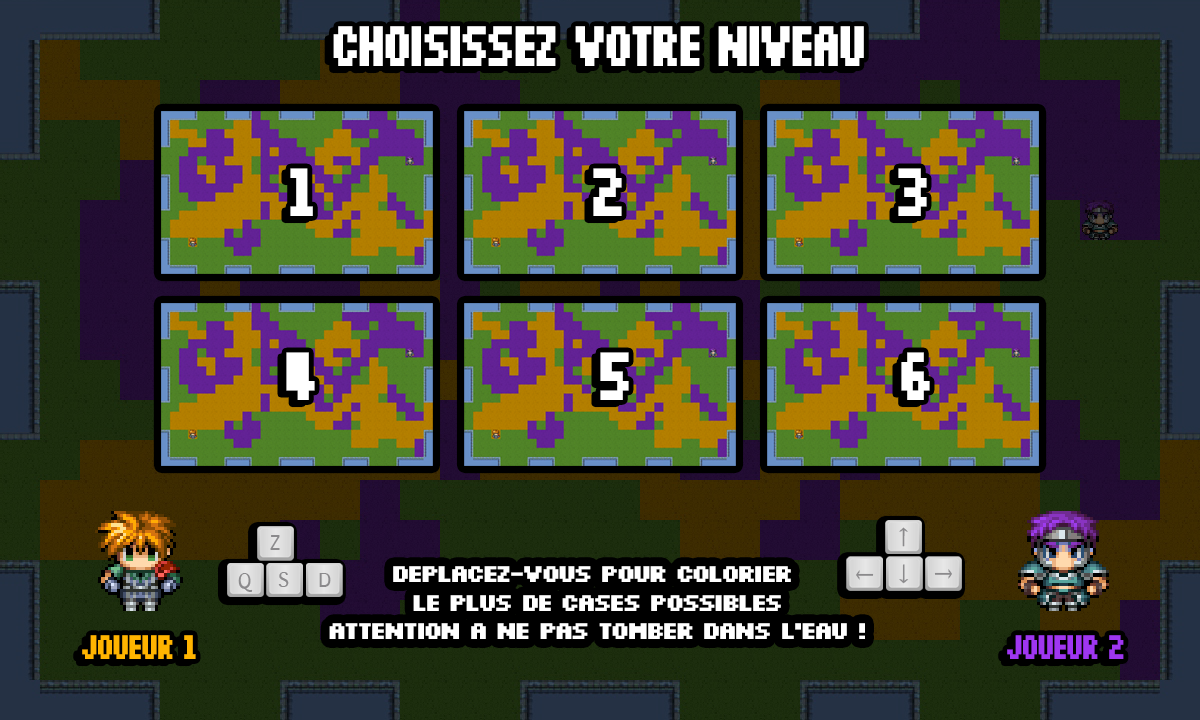 CHOISISSEZ VOTRE NIVEAU
1
2
3
4
5
6
Z
Q S D
↑
← ↓ →
DEPLACEZ-VOUS POUR COLORIER
LE PLUS DE CASES POSSIBLES
ATTENTION A NE PAS TOMBER DANS L'EAU !
JOUEUR 1
JOUEUR 2